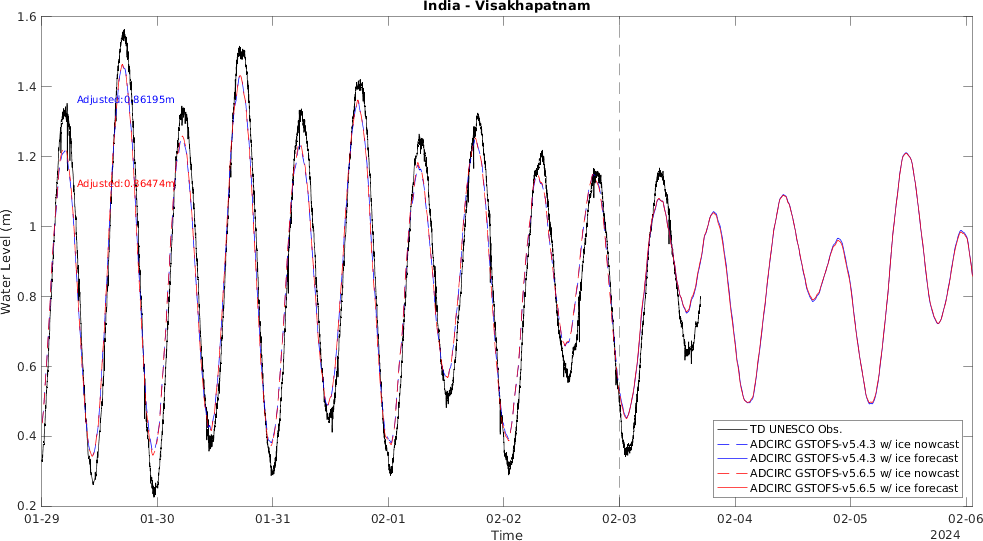 India - Visakhapatnam
1.6
1.4
1.2
1
0.8
0.6
0.4
0.2
Water Level (m)
Adjusted:0.86195m
Adjusted:0.86474m
TD UNESCO Obs.
ADCIRC GSTOFS-v5.4.3 w/ ice nowcast
ADCIRC GSTOFS-v5.4.3 w/ ice forecast
ADCIRC GSTOFS-v5.6.5 w/ ice nowcast
ADCIRC GSTOFS-v5.6.5 w/ ice forecast
01-29 01-30 01-31 02-01 02-02 02-03 02-04 02-05 02-06
Time
2024